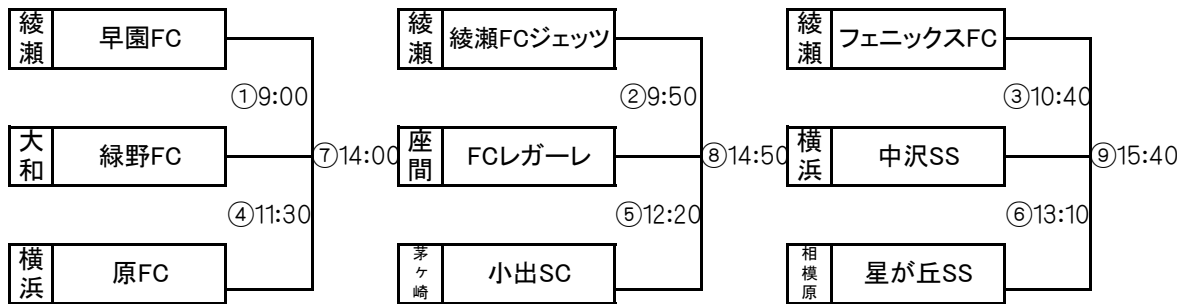 綾瀬 早園FC
①9:00
大和 緑野FC
⑦14:00
④11:30
横浜 原FC
綾瀬 綾瀬FCジェッツ
②9:50
座間 FCレガーレ
⑧14:50
⑤12:20
茅ヶ崎 小出SC
綾瀬 フェニックスFC
③10:40
横浜 中沢SS
⑨15:40
⑥13:10
相模原 星が丘SS